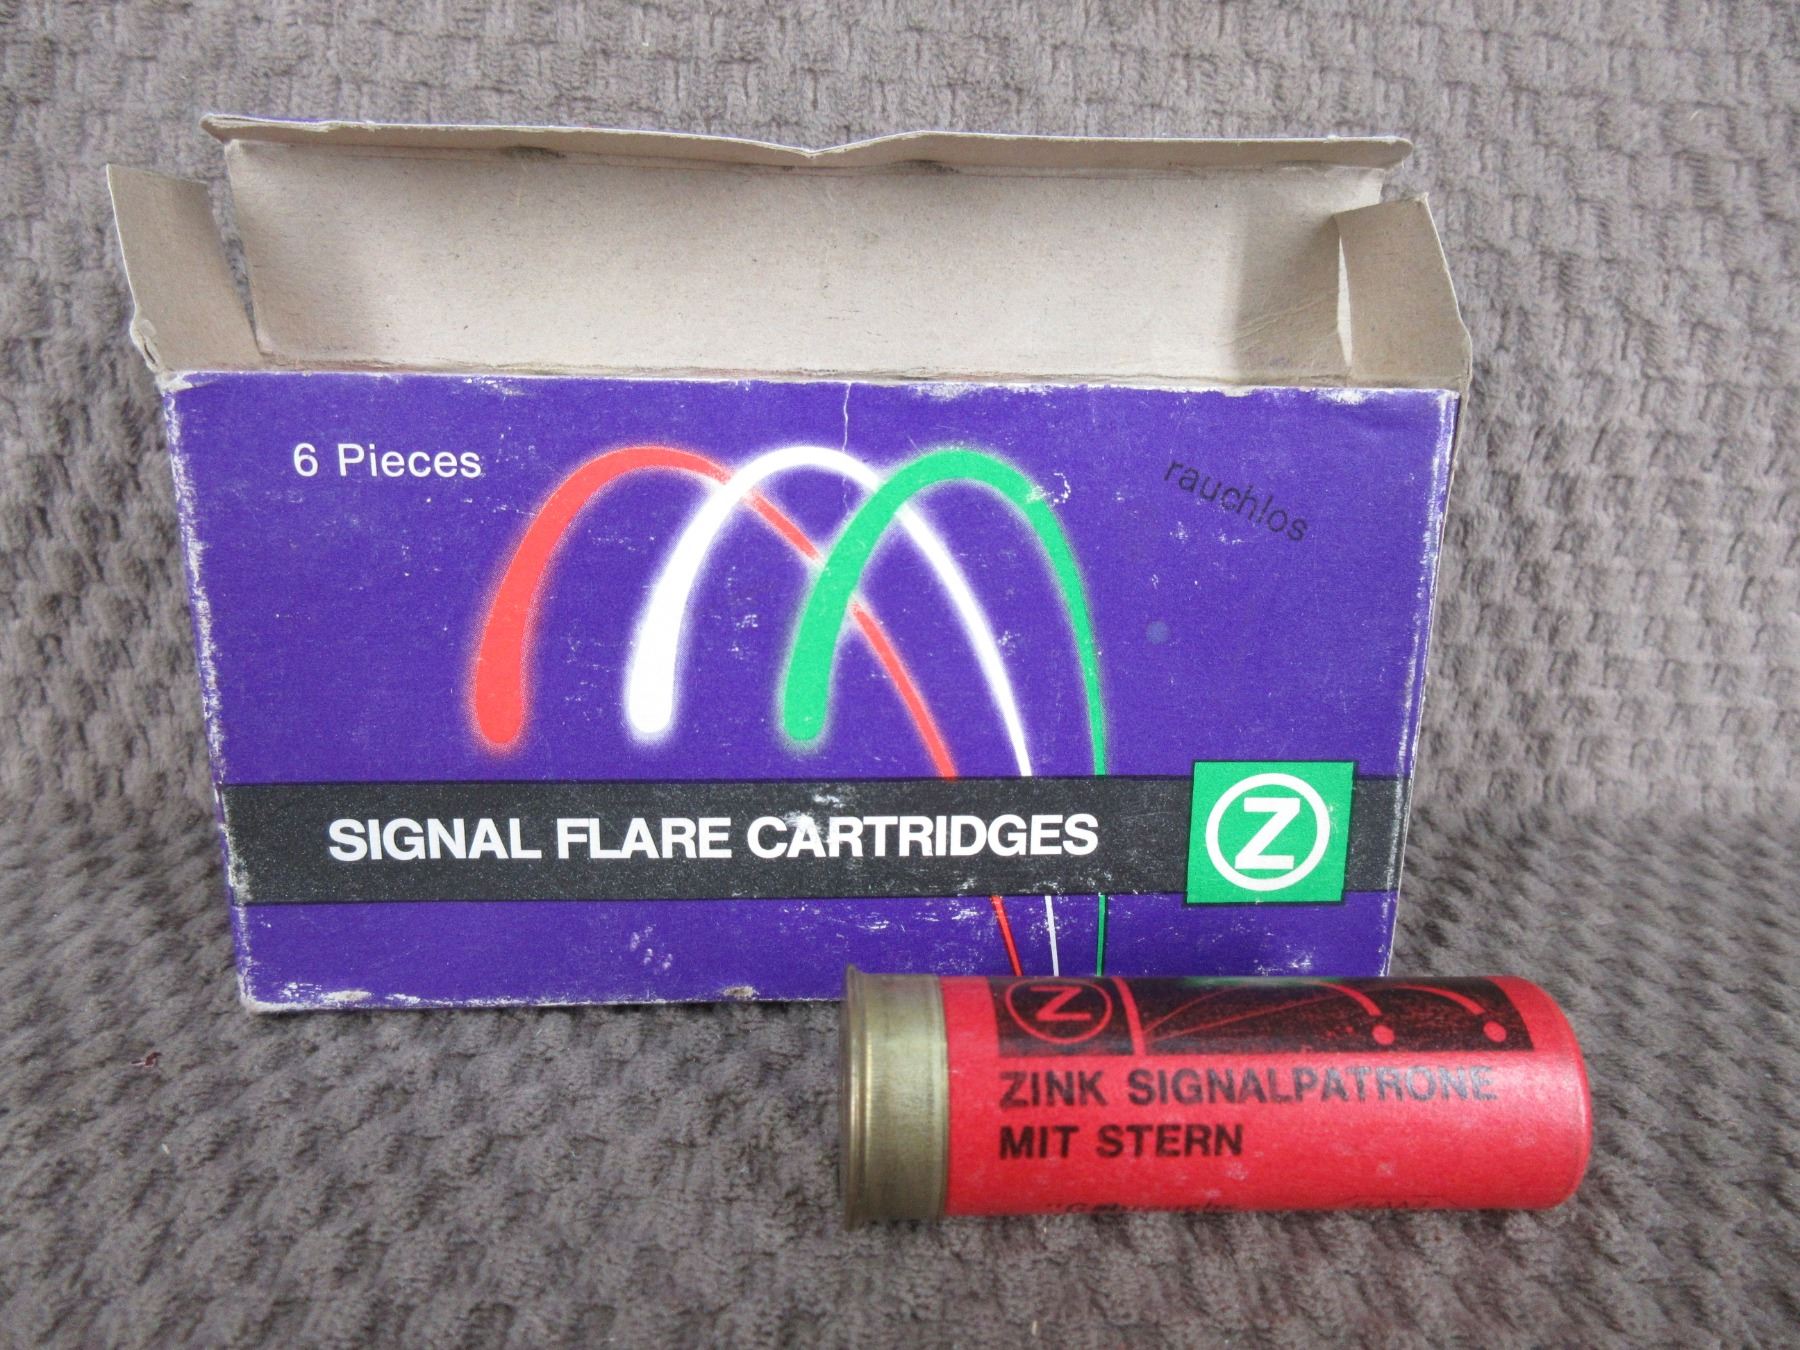 6 Pieces
rauchlos
SIGNAL FLARE CARTRIDGES
Z
Z
ZINK SIGNALPATRONE
MIT STERN